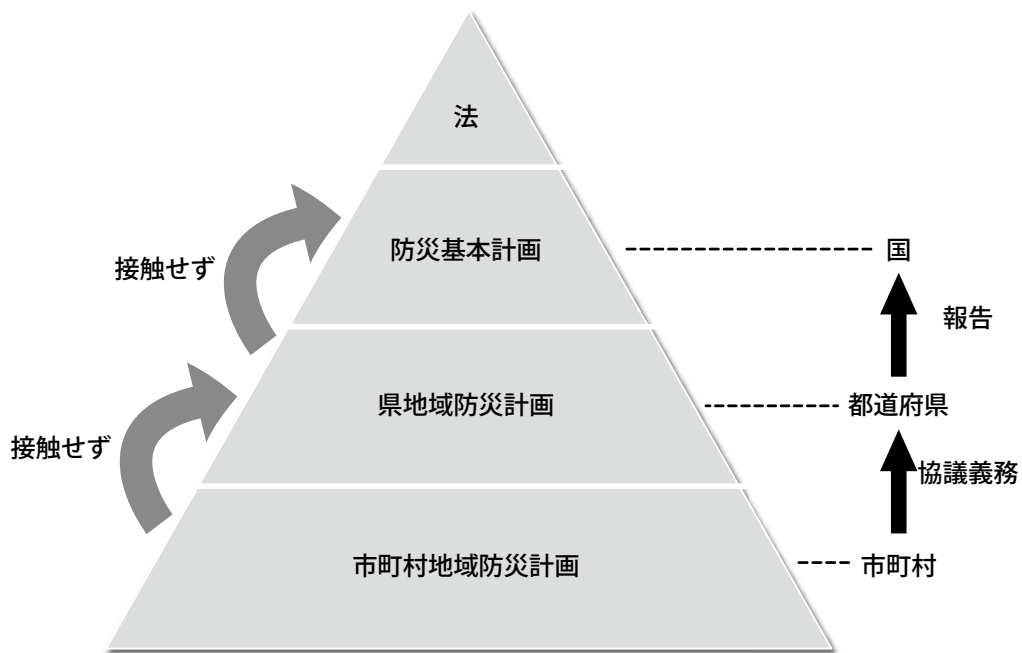 法
防災基本計画
国
接触せず
報告
県地域防災計画
都道府県
接触せず
協議義務
市町村地域防災計画
市町村